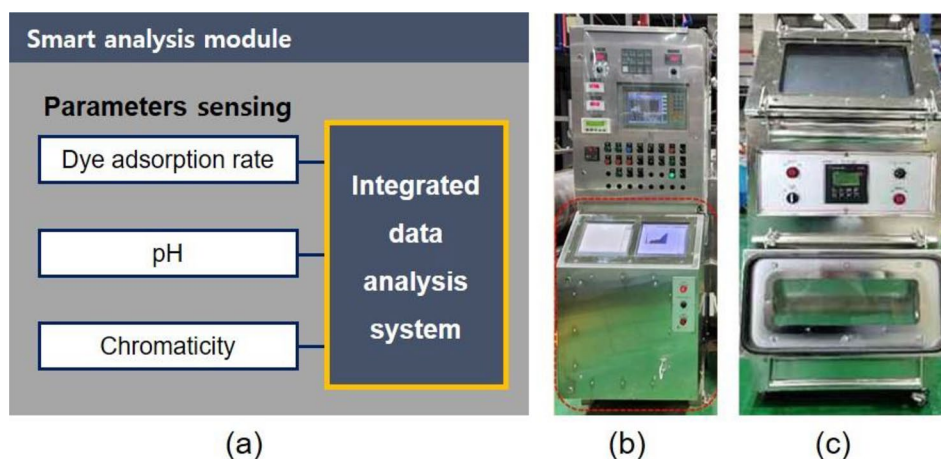 Smart analysis module
Parameters sensing
Dye adsorption rate
pH
Chromaticity
Integrated
data
analysis
system
(a)
(b)
(c)